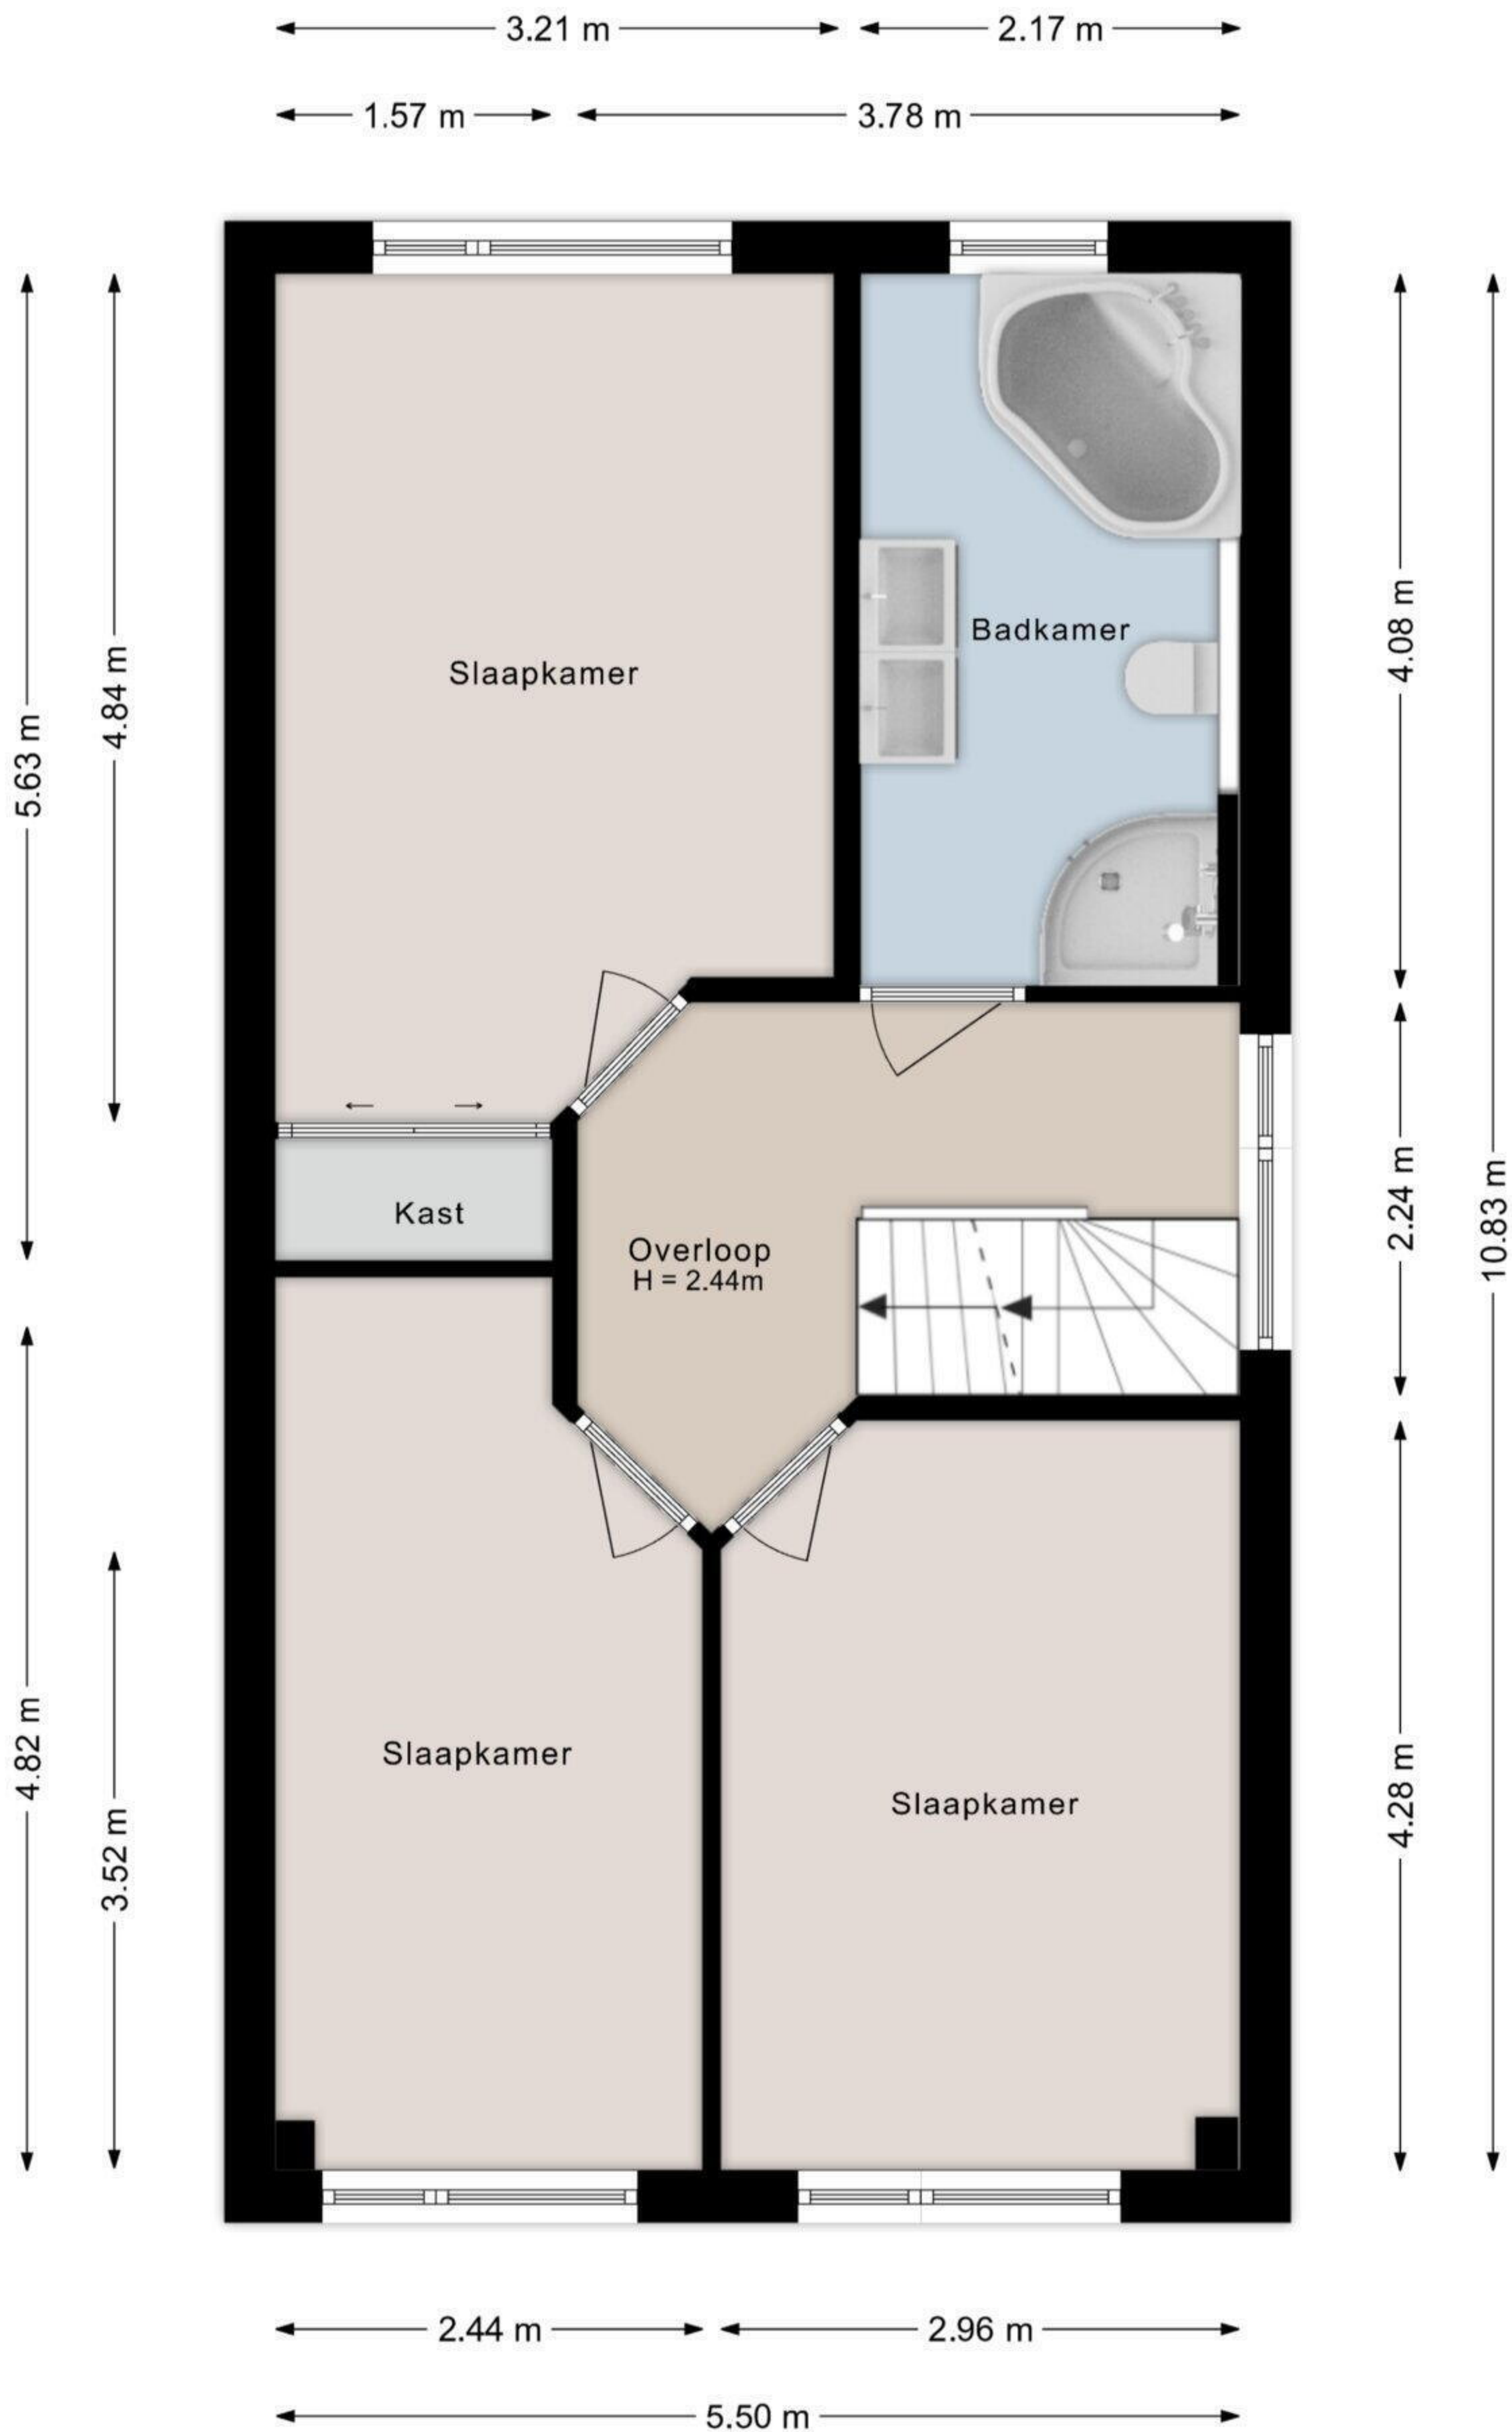 3.21 m
2.17 m
1.57 m
3.78 m
5.63 m
4.84 m
Slaapkamer
Badkamer
4.08 m
Kast
Overloop
H = 2.44m
2.24 m
10.83 m
4.82 m
3.52 m
Slaapkamer
Slaapkamer
4.28 m
2.44 m
2.96 m
5.50 m